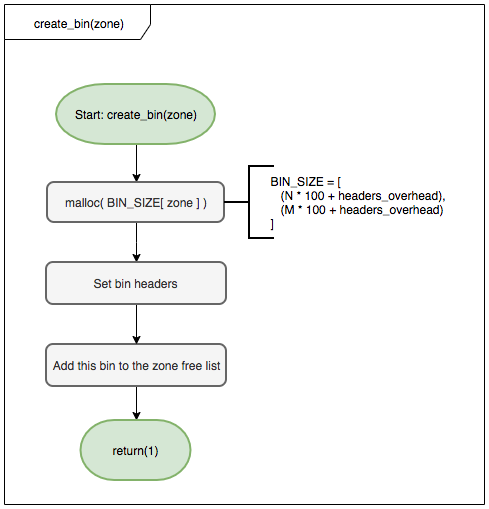 create_bin(zone)
Start: create_bin(zone)
malloc( BIN_SIZE[ zone ] )
BIN_SIZE = [
(N * 100 + headers_overhead),
(M * 100 + headers_overhead)
]
Set bin headers
Add this bin to the zone free list
return(1)